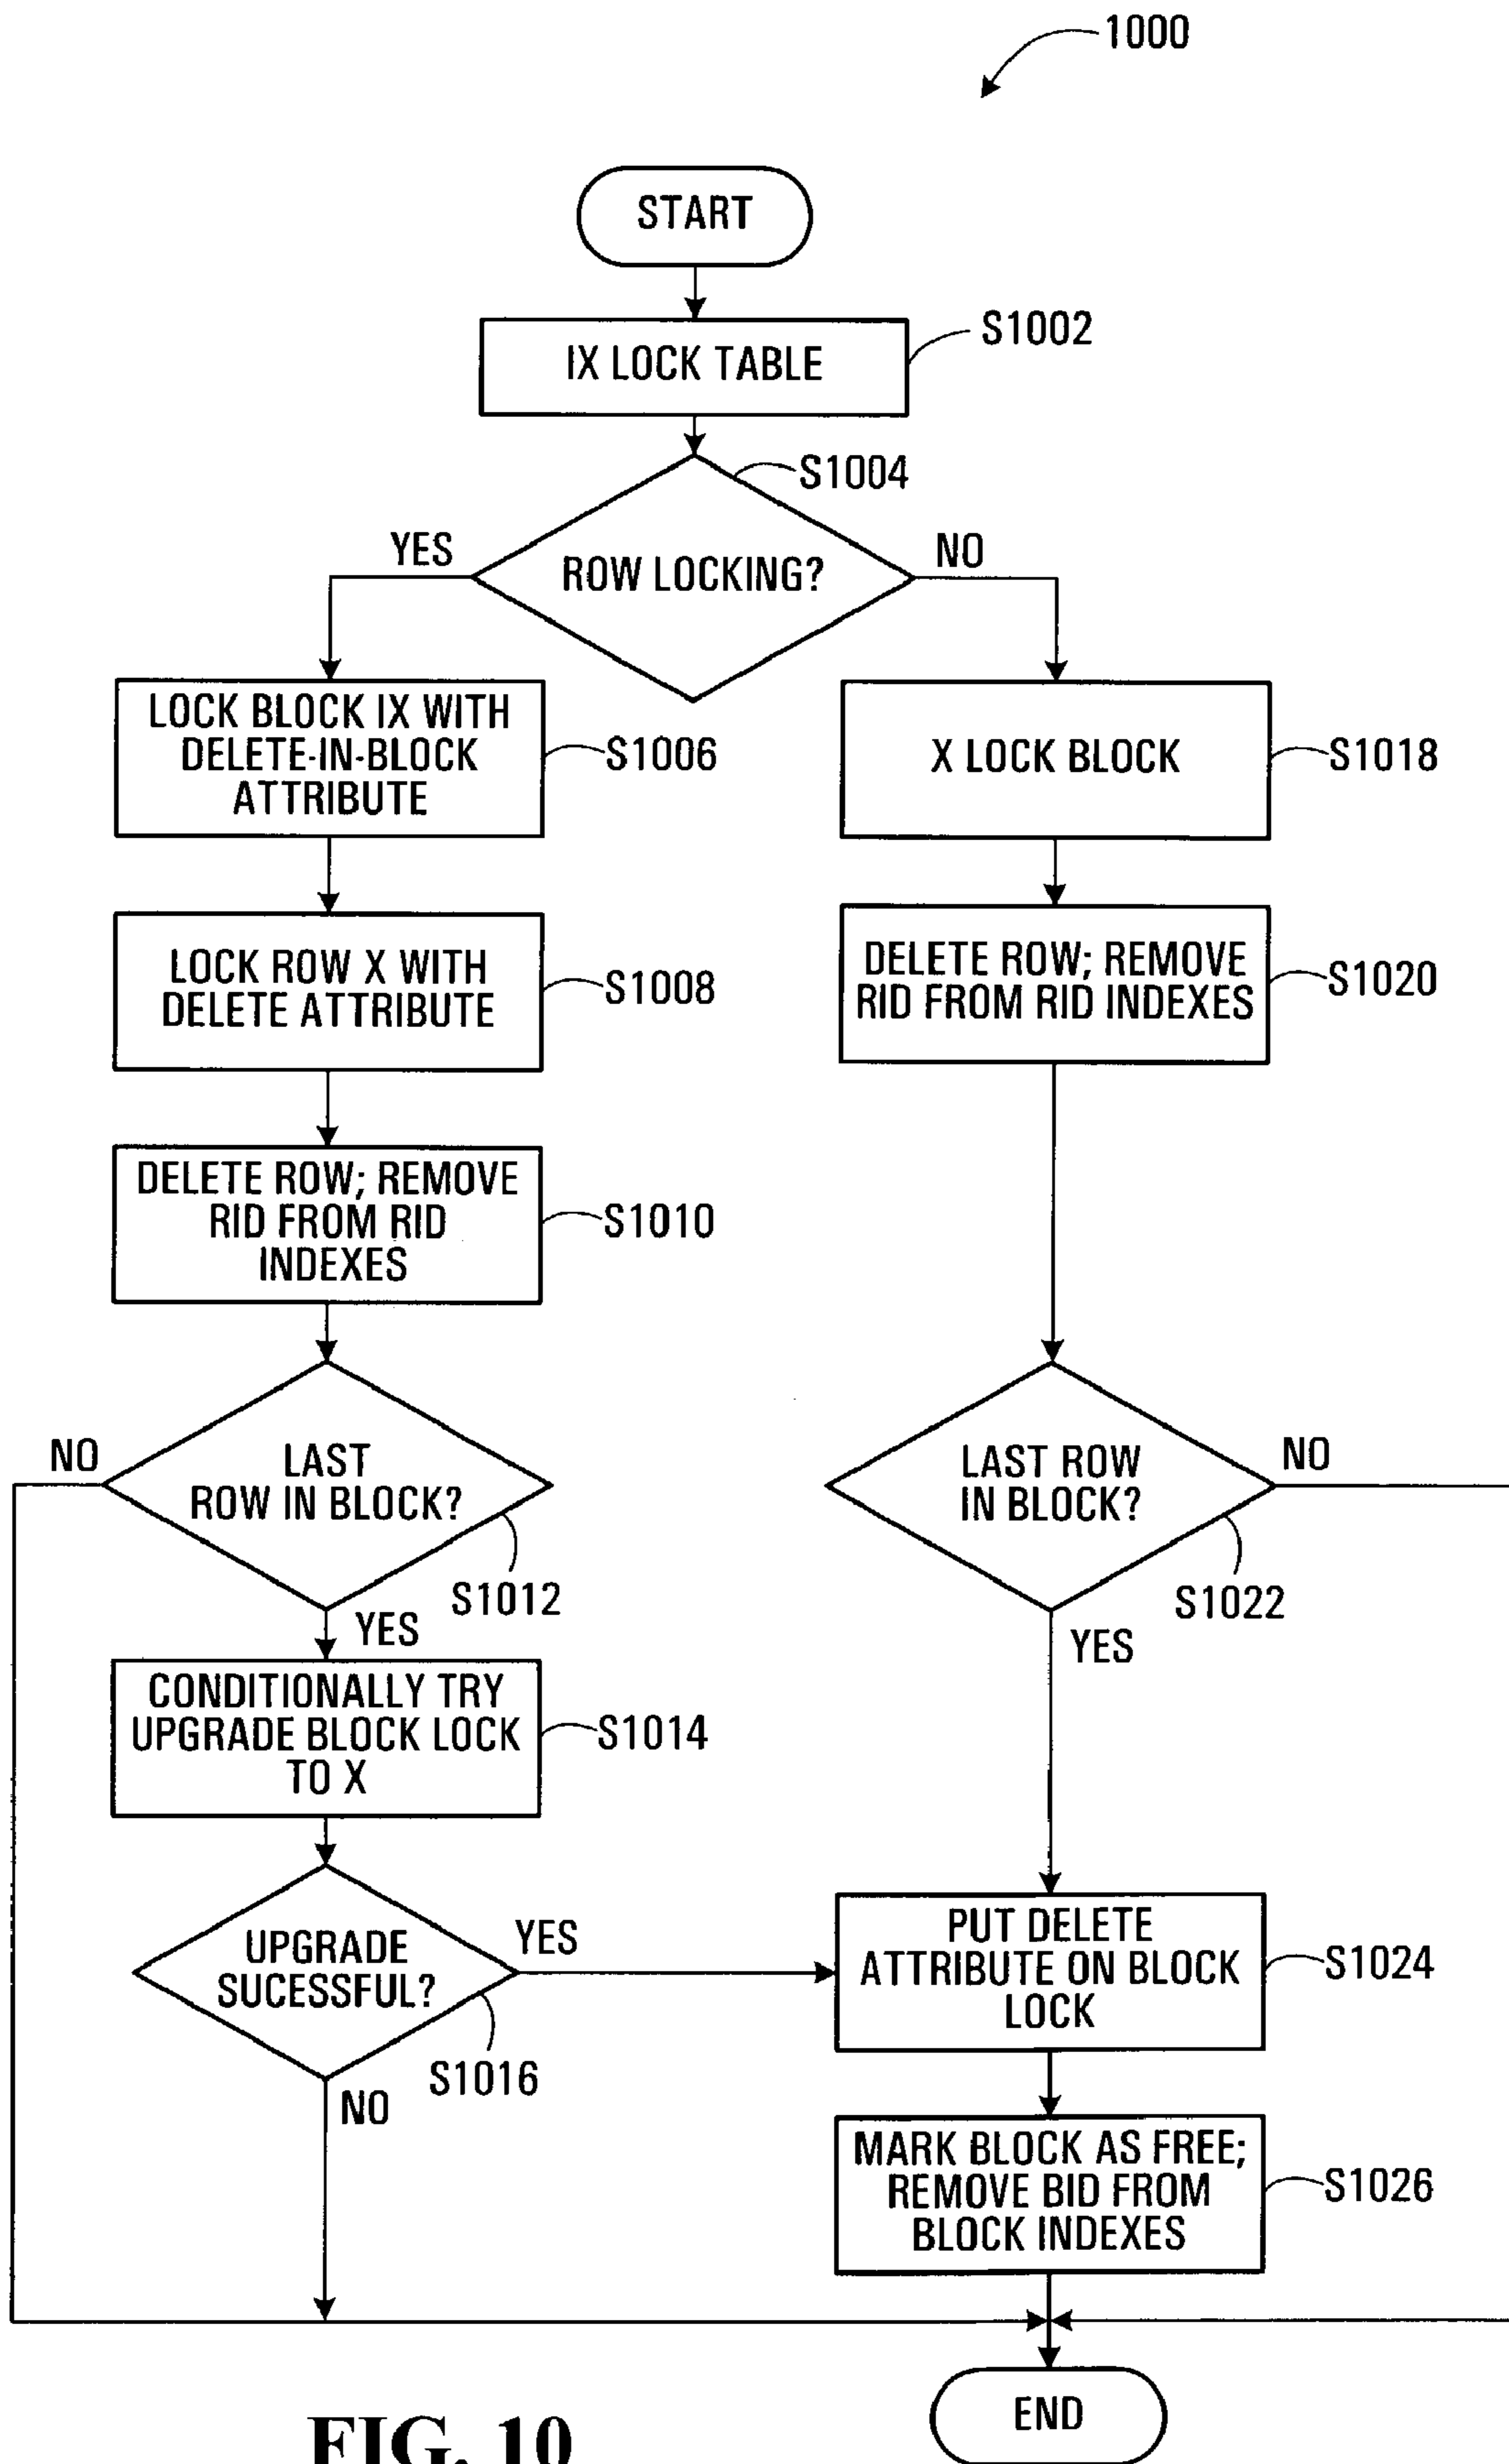 1000
START
IX LOCK TABLE
S1002
S1004
YES
ROW LOCKING?
NO
LOCK BLOCK IX WITH
DELETE-IN-BLOCK
ATTRIBUTE
S1006
X LOCK BLOCK
S1018
LOCK ROW X WITH
DELETE ATTRIBUTE
S1008
DELETE ROW; REMOVE
RID FROM RID INDEXES
S1020
DELETE ROW; REMOVE
RID FROM RID
INDEXES
S1010
NO
LAST
ROW IN BLOCK?
S1012
LAST ROW
IN BLOCK?
NO
S1022
YES
YES
CONDITIONALLY TRY
UPGRADE BLOCK LOCK
TO X
S1014
UPGRADE
SUCESSFUL?
YES
S1016
NO
PUT DELETE
ATTRIBUTE ON BLOCK
LOCK
S1024
MARK BLOCK AS FREE;
REMOVE BID FROM
BLOCK INDEXES
S1026
END
FIG. 10